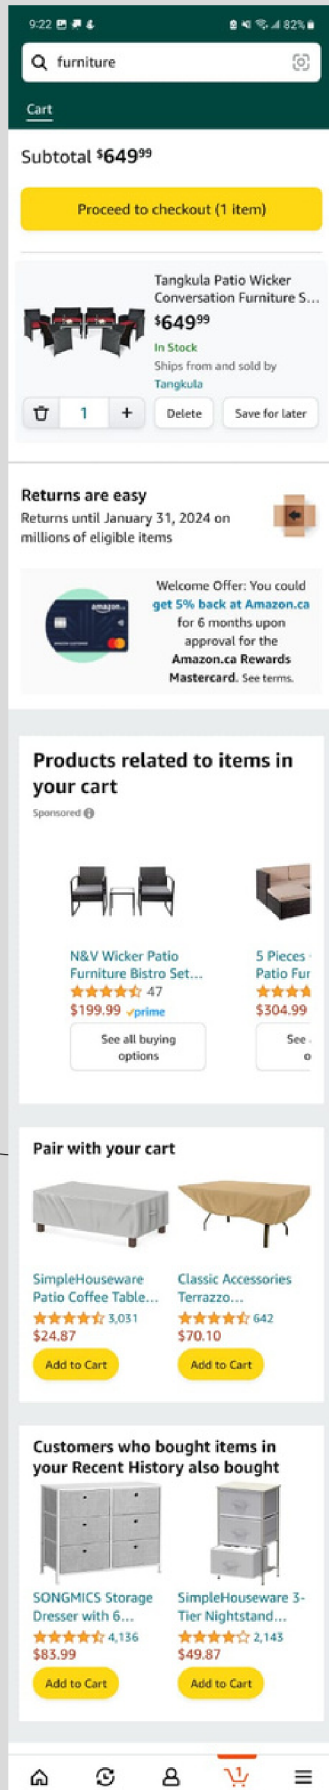 9:22
82%
furniture
Cart
Subtotal $649⁹⁹
Proceed to checkout (1 item)
Tangkula Patio Wicker
Conversation Furniture S...
$649⁹⁹
In Stock
Ships from and sold by
Tangkula
1 + Delete Save for later
Returns are easy
Returns until January 31, 2024 on
millions of eligible items
amazon
Welcome Offer: You could
get 5% back at Amazon.ca
for 6 months upon
approval for the
Amazon.ca Rewards
Mastercard. See terms.
Products related to items in
your cart
Sponsored
N&V Wicker Patio
Furniture Bistro Set...
47
$199.99 prime
See all buying
options
5 Pieces
Patio Fur
$304.99
See
o
Pair with your cart
SimpleHouseware
Patio Coffee Table...
3,031
$24.87
Add to Cart
Classic Accessories
Terrazzo...
642
$70.10
Add to Cart
Customers who bought items in
your Recent History also bought
SONGMICS Storage
Dresser with 6...
4,136
$83.99
Add to Cart
SimpleHouseware 3-
Tier Nightstand...
2,143
$49.87
Add to Cart
1